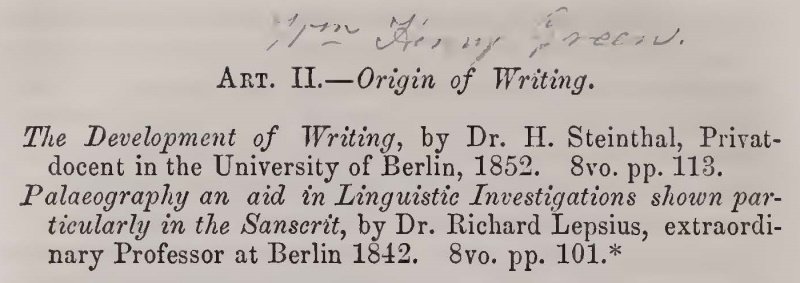 Wm Henry Green.
ART. II.—Origin of Writing.
The Development of Writing, by Dr. H. Steinthal, Privat-
docent in the University of Berlin, 1852. 8vo. pp. 113.
Palaeography an aid in Linguistic Investigations shown par-
ticularly in the Sanscrit, by Dr. Richard Lepsius, extraordi-
nary Professor at Berlin 1842. 8vo. pp. 101.*